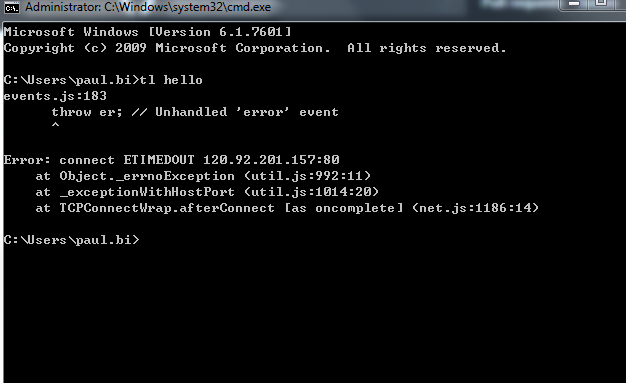 Pull reques
Administrator: C:\Windows\system32\cmd.exe
Microsoft Windows [Version 6.1.7601]
Copyright (c) 2009 Microsoft Corporation.  All rights reserved.
C:\Users\paul.bi>tl hello
events.js:183
      throw er; // Unhandled 'error' event
      ^
Error: connect ETIMEDOUT 120.92.201.157:80
    at Object._errnoException (util.js:992:11)
    at _exceptionWithHostPort (util.js:1014:20)
    at TCPConnectWrap.afterConnect [as oncomplete] (net.js:1186:14)
C:\Users\paul.bi>